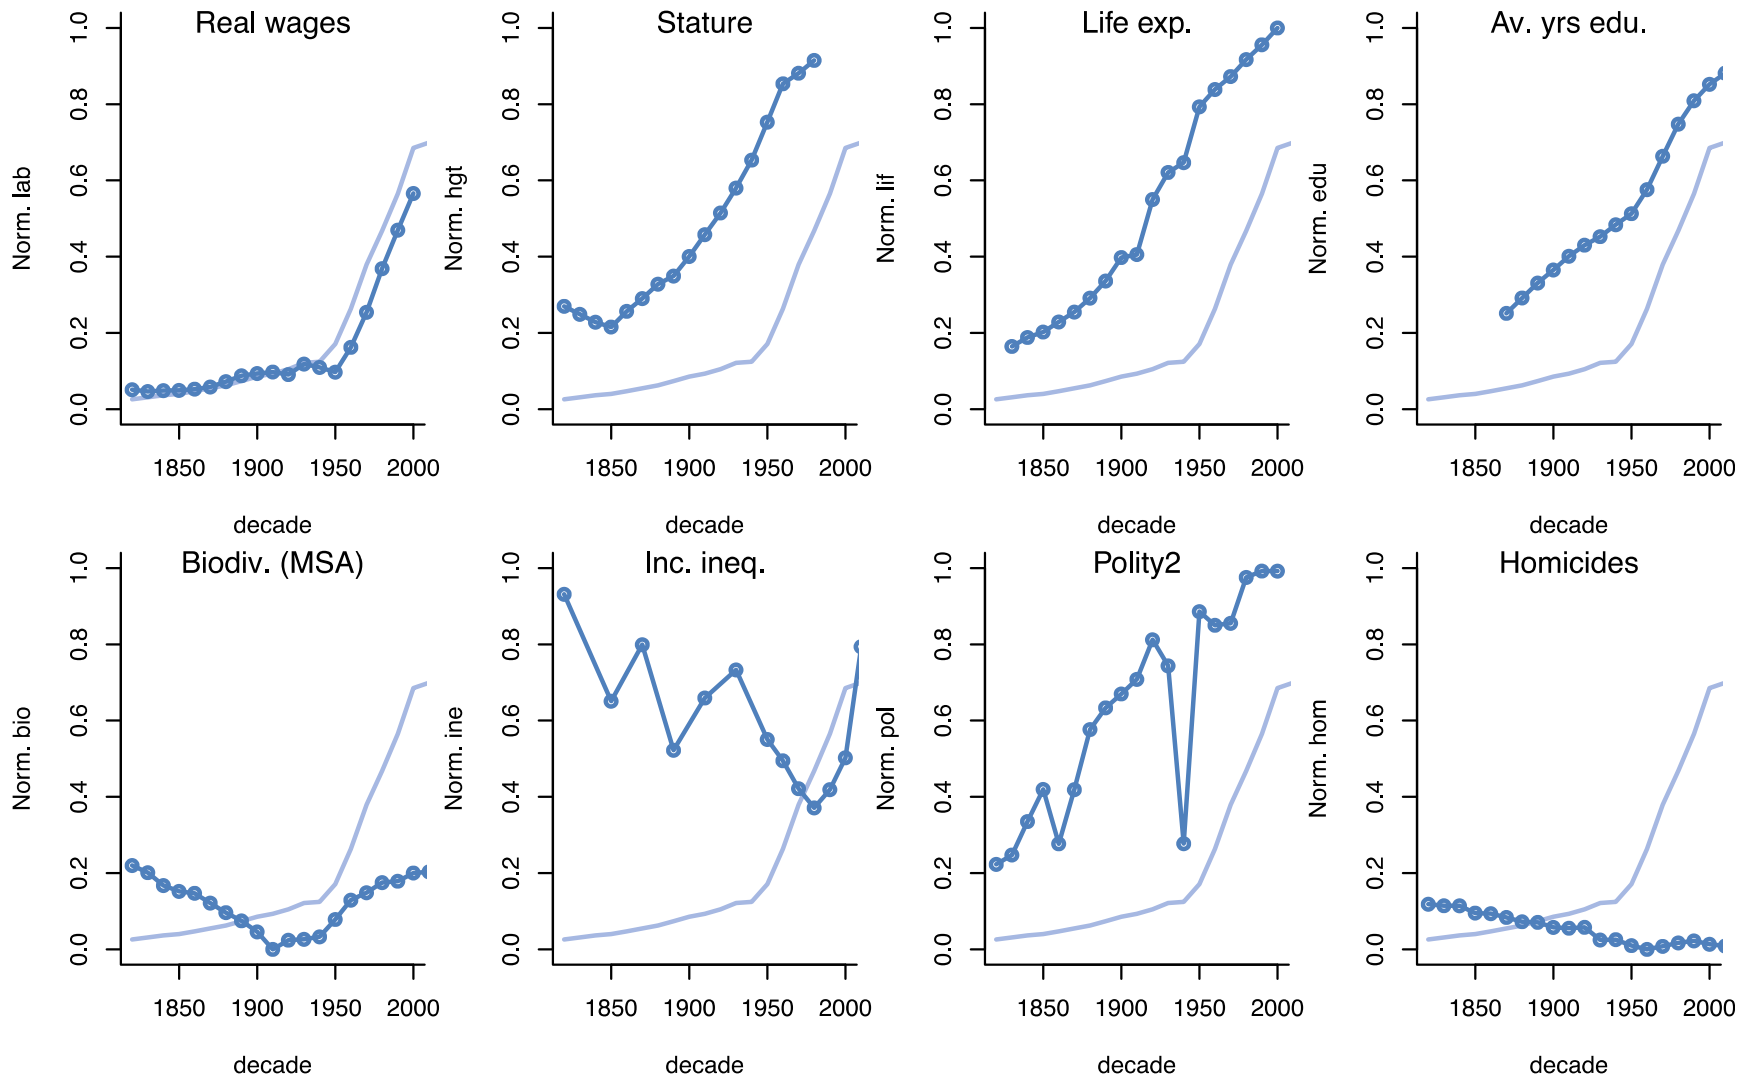 Real wages
Norm. lab
0.0 0.2 0.4 0.6 0.8 1.0
1850 1900 1950 2000
decade
Stature
Norm. hgt
0.0 0.2 0.4 0.6 0.8 1.0
1850 1900 1950 2000
decade
Life exp.
Norm. lif
0.0 0.2 0.4 0.6 0.8 1.0
1850 1900 1950 2000
decade
Av. yrs edu.
Norm. edu
0.0 0.2 0.4 0.6 0.8 1.0
1850 1900 1950 2000
decade
Biodiv. (MSA)
Norm. bio
0.0 0.2 0.4 0.6 0.8 1.0
1850 1900 1950 2000
decade
Inc. ineq.
Norm. ine
0.0 0.2 0.4 0.6 0.8 1.0
1850 1900 1950 2000
decade
Polity2
Norm. pol
0.0 0.2 0.4 0.6 0.8 1.0
1850 1900 1950 2000
decade
Homicides
Norm. hom
0.0 0.2 0.4 0.6 0.8 1.0
1850 1900 1950 2000
decade